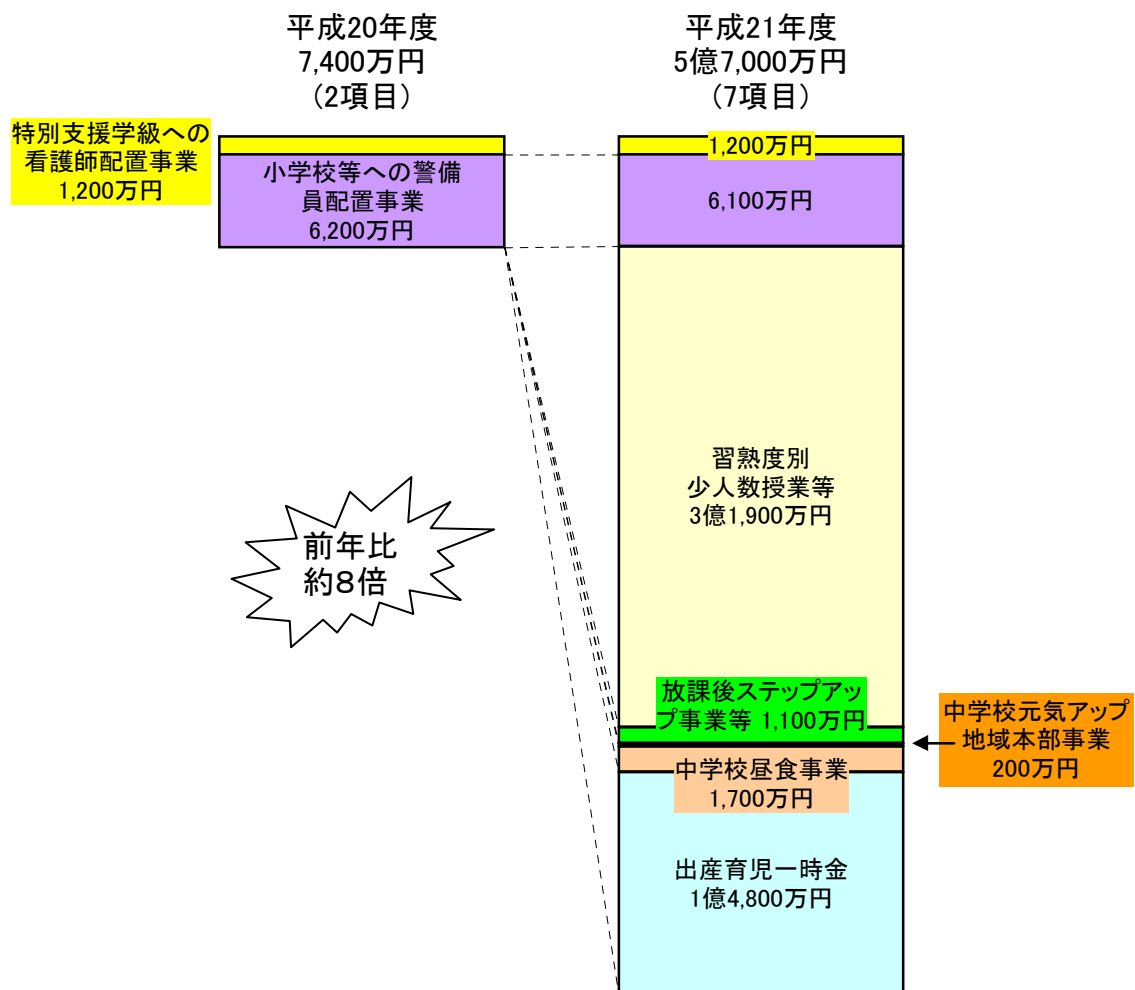 平成20年度
7,400万円
(2項目)
平成21年度
5億7,000万円
(7項目)
特別支援学級への
看護師配置事業
1,200万円
小学校等への警備
員配置事業
6,200万円
1,200万円
6,100万円
習熟度別
少人数授業等
3億1,900万円
前年比
約8倍
放課後ステップアッ
プ事業等 1,100万円
中学校元気アップ
地域本部事業
200万円
中学校昼食事業
1,700万円
出産育児一時金
1億4,800万円